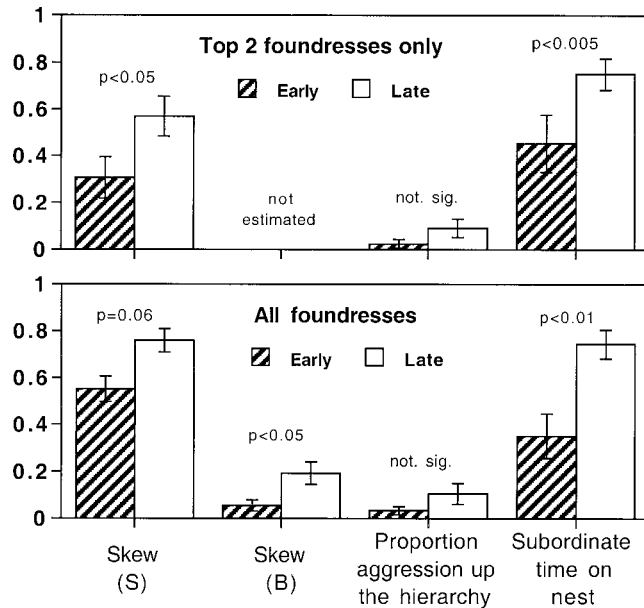 1
Top 2 foundresses only
p<0.005
0.8
p<0.05
Early
Late
0.6
0.4
not
estimated
not. sig.
0.2
0
1
p=0.06
All foundresses
p<0.01
0.8
Early
Late
0.6
0.4
p<0.05
not. sig.
0.2
0
Skew
(S)
Skew
(B)
Proportion
aggression up
the hierarchy
Subordinate
time on
nest